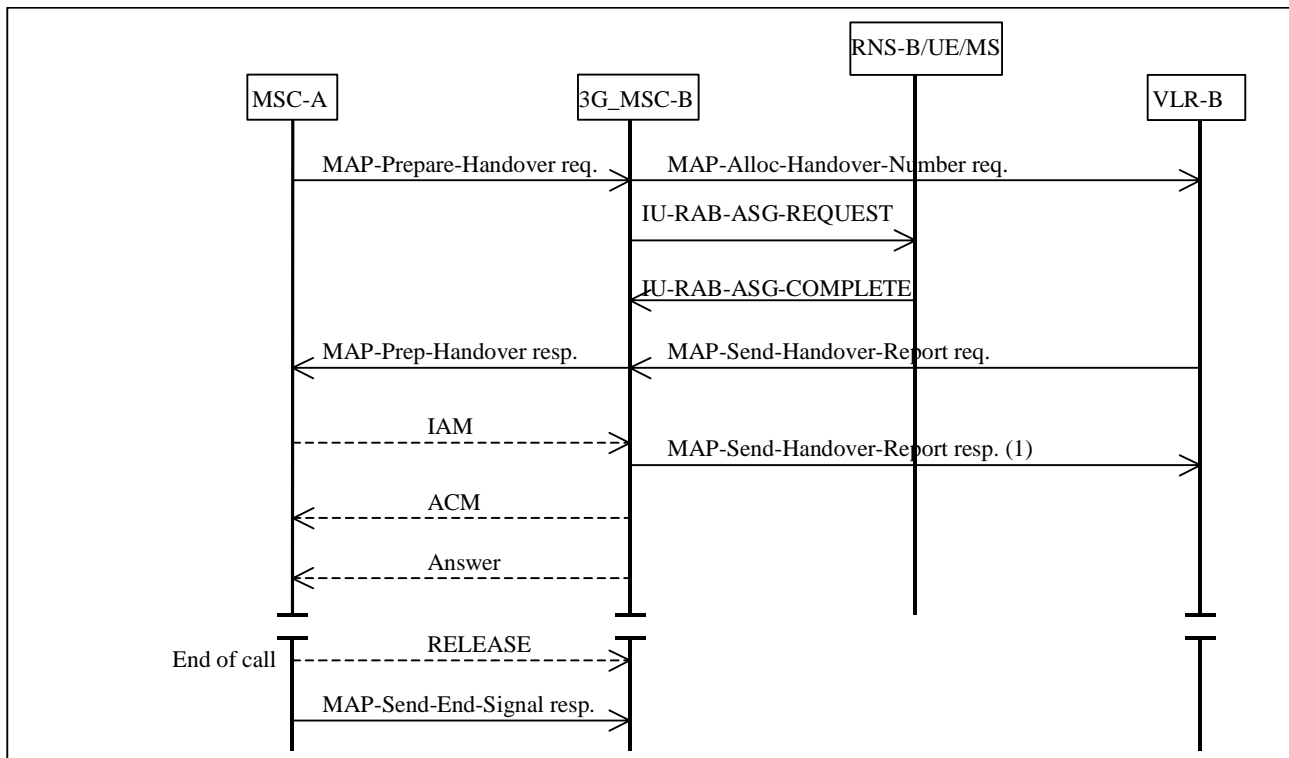 RNS-B/UE/MS
MSC-A
3G_MSC-B
VLR-B
MAP-Prepare-Handover req.
MAP-Alloc-Handover-Number req.
IU-RAB-ASG-REQUEST
IU-RAB-ASG-COMPLETE
MAP-Prep-Handover resp.
MAP-Send-Handover-Report req.
IAM
MAP-Send-Handover-Report resp. (1)
ACM
Answer
RELEASE
End of call
MAP-Send-End-Signal resp.